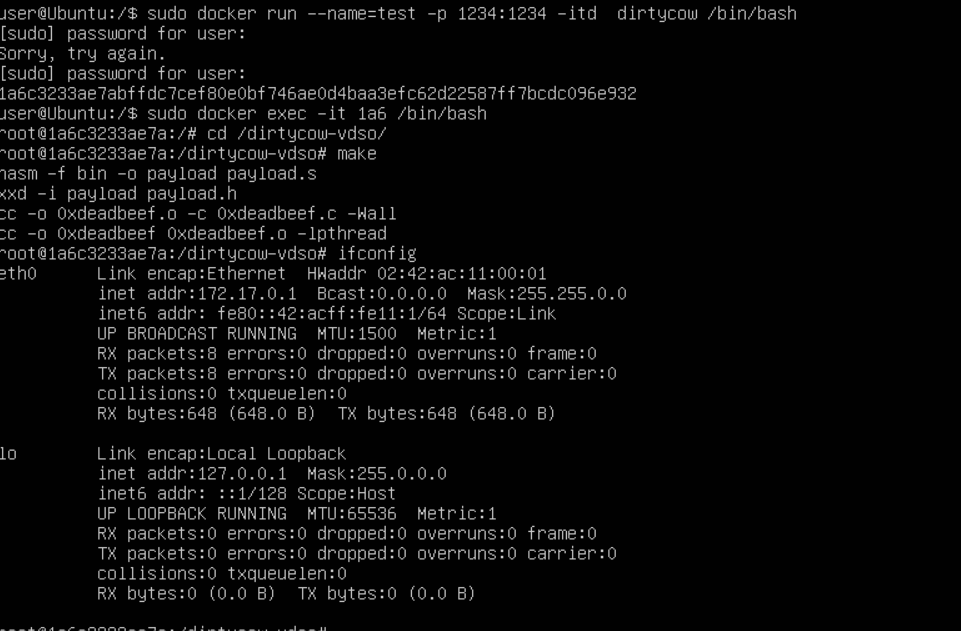 user@Ubuntu:/$ sudo docker run --name=test -p 1234:1234 -itd  dirtycow /bin/bash
[sudo] password for user:
Sorry, try again.
[sudo] password for user:
1a6c3233ae7abffdc7cef80e0bf746ae0d4baa3efc62d22587ff7bcdc096e932
user@Ubuntu:/$ sudo docker exec -it 1a6 /bin/bash
root@1a6c3233ae7a:/# cd /dirtycow-vdso/
root@1a6c3233ae7a:/dirtycow-vdso# make
nasm -f bin -o payload payload.s
xxd -i payload payload.h
cc -o 0xdeadbeef.o -c 0xdeadbeef.c -Wall
cc -o 0xdeadbeef 0xdeadbeef.o -lpthread
root@1a6c3233ae7a:/dirtycow-vdso# ifconfig
eth0      Link encap:Ethernet  HWaddr 02:42:ac:11:00:01
          inet addr:172.17.0.1  Bcast:0.0.0.0  Mask:255.255.0.0
          inet6 addr: fe80::42:acff:fe11:1/64 Scope:Link
          UP BROADCAST RUNNING  MTU:1500  Metric:1
          RX packets:8 errors:0 dropped:0 overruns:0 frame:0
          TX packets:8 errors:0 dropped:0 overruns:0 carrier:0
          collisions:0 txqueuelen:0
          RX bytes:648 (648.0 B)  TX bytes:648 (648.0 B)
lo        Link encap:Local Loopback
          inet addr:127.0.0.1  Mask:255.0.0.0
          inet6 addr: ::1/128 Scope:Host
          UP LOOPBACK RUNNING  MTU:65536  Metric:1
          RX packets:0 errors:0 dropped:0 overruns:0 frame:0
          TX packets:0 errors:0 dropped:0 overruns:0 carrier:0
          collisions:0 txqueuelen:0
          RX bytes:0 (0.0 B)  TX bytes:0 (0.0 B)